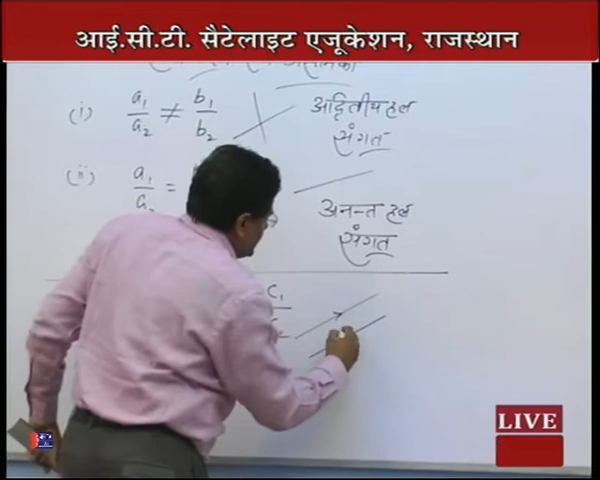 आई.सी.टी. सैटेलाइट एजूकेशन, राजस्थान
(i) a₁/a₂ ≠ b₁/b₂ अद्वितीय हल
संगत
(ii) a₁/a₂ =
अनन्त हल
संगत
c₁
LIVE